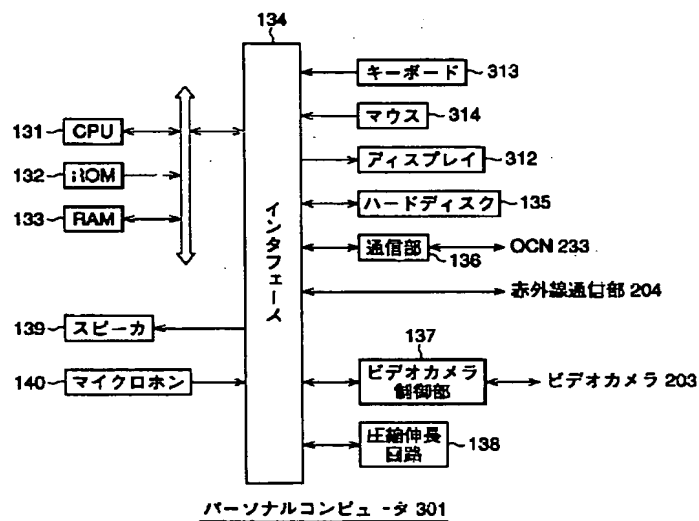 134
キーボード 313
マウス 314
131 CPU
ディスプレイ 312
132 ROM
ハードディスク 135
133 RAM
通信部 136 OCN 233
インタフェース
赤外線通信部 204
139 スピーカ
137
140 マイクロホン
ビデオカメラ
制御部
ビデオカメラ 203
圧縮伸長
回路
138
パーソナルコンピュ-タ 301